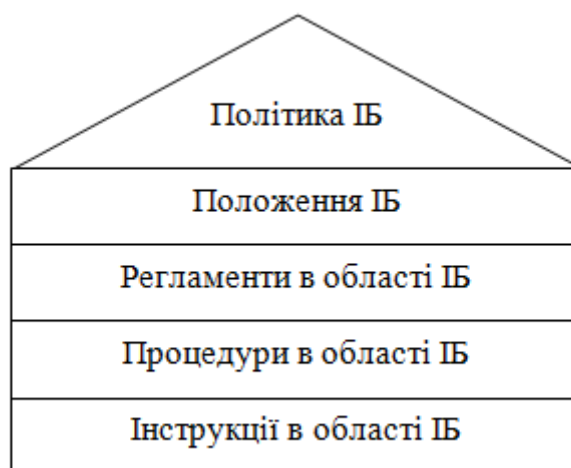 Політика ІБ
Положення ІБ
Регламенти в області ІБ
Процедури в області ІБ
Інструкції в області ІБ